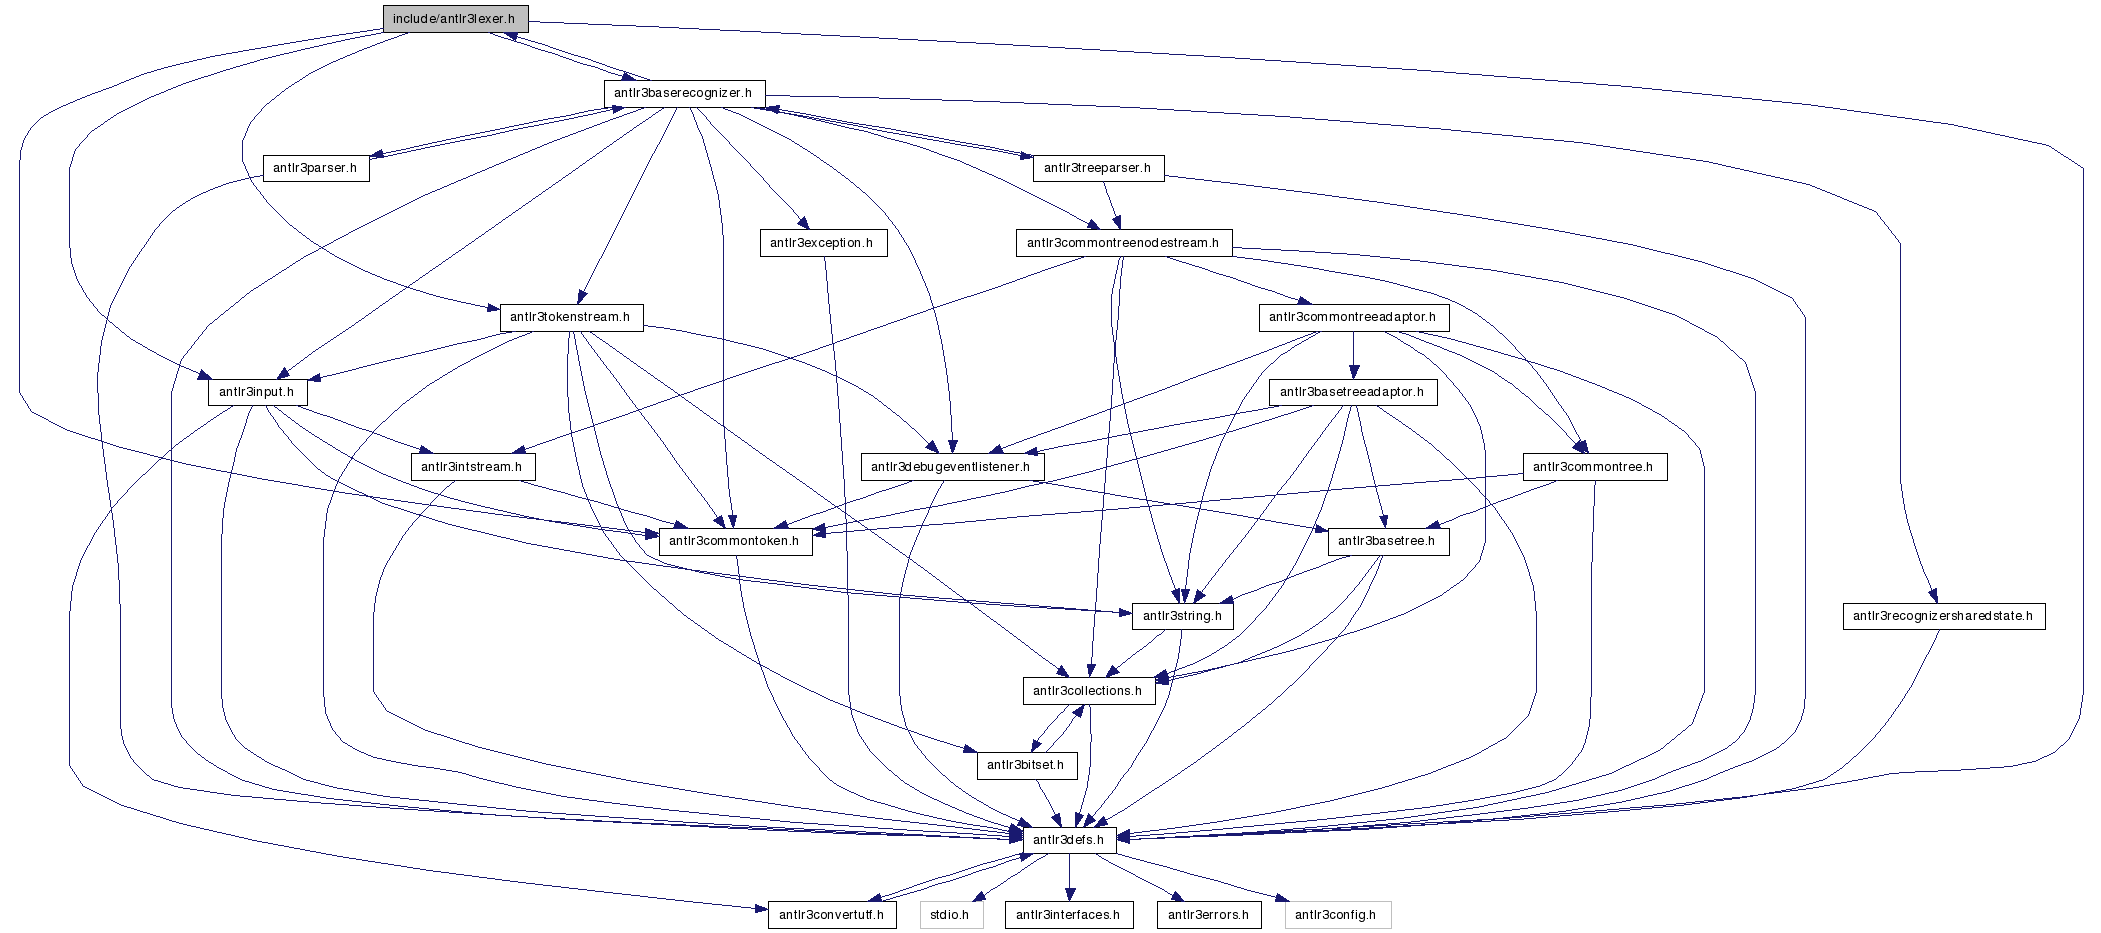 include/antlr3lexer.h
antlr3baserecognizer.h
antlr3parser.h
antlr3treeparser.h
antlr3exception.h
antlr3commontreenodestream.h
antlr3tokenstream.h
antlr3commontreeadaptor.h
antlr3input.h
antlr3basetreeadaptor.h
antlr3intstream.h
antlr3debugeventlistener.h
antlr3commontree.h
antlr3commontoken.h
antlr3basetree.h
antlr3string.h
antlr3recognizersharedstate.h
antlr3collections.h
antlr3bitset.h
antlr3defs.h
antlr3convertutf.h
stdio.h
antlr3interfaces.h
antlr3errors.h
antlr3config.h